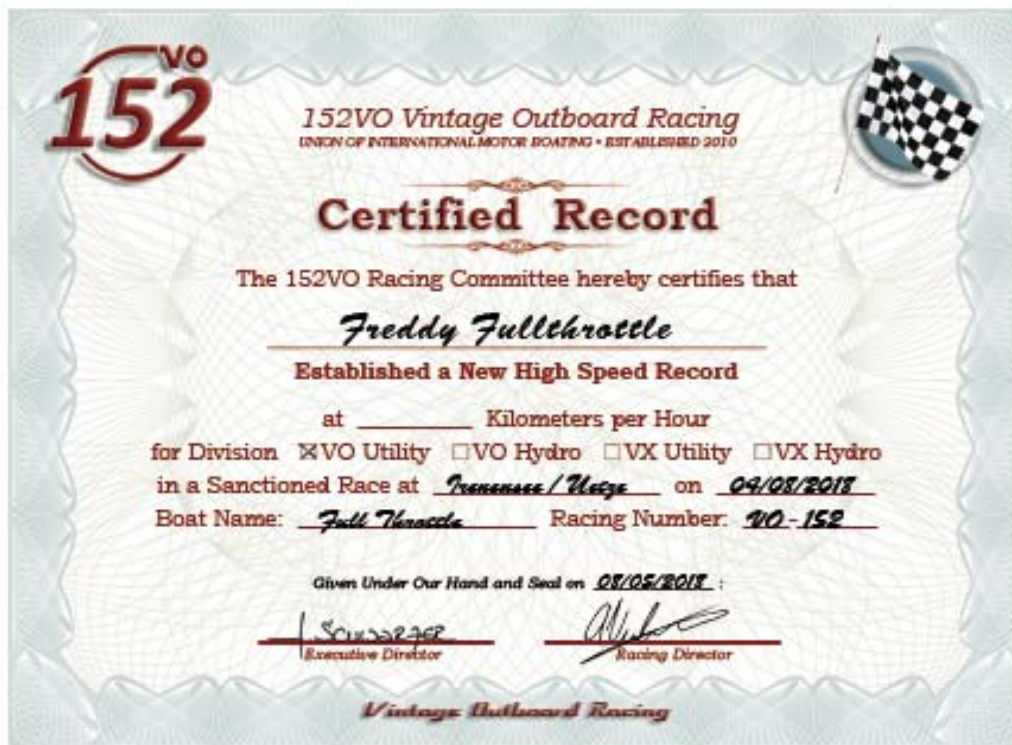 VO
152
152VO Vintage Outboard Racing
UNION OF INTERNATIONAL MOTOR BOATING • ESTABLISHED 2010
Certified Record
The 152VO Racing Committee hereby certifies that
Freddy Fullthrottle
Established a New High Speed Record
at ________ Kilometers per Hour
for Division ☒VO Utility ☐VO Hydro ☐VX Utility ☐VX Hydro
in a Sanctioned Race at Irenensee / Uetze on 04/08/2018
Boat Name: Full Throttle Racing Number: VO-152
Given Under Our Hand and Seal on 08/05/2018 :
Executive Director Racing Director
Vintage Outboard Racing